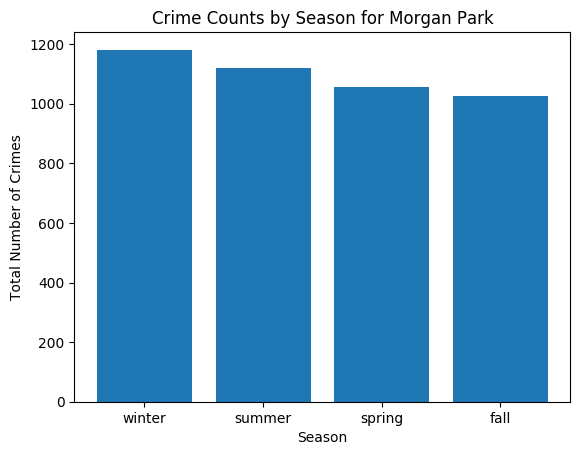 Crime Counts by Season for Morgan Park
1200
1000
800
600
400
200
0
Total Number of Crimes
winter summer spring fall
Season